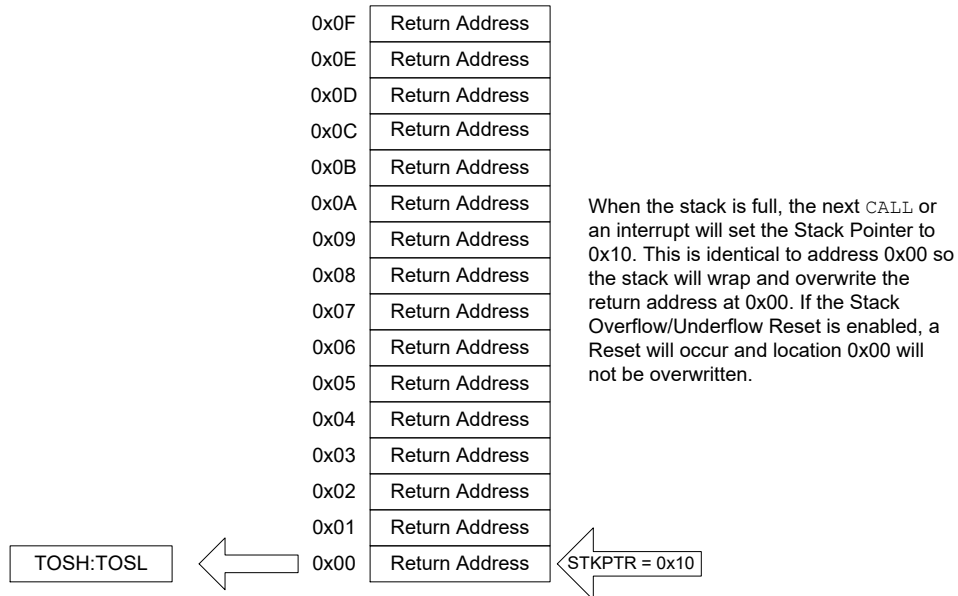 0x0F Return Address
0x0E Return Address
0x0D Return Address
0x0C Return Address
0x0B Return Address
0x0A Return Address
0x09 Return Address
0x08 Return Address
0x07 Return Address
0x06 Return Address
0x05 Return Address
0x04 Return Address
0x03 Return Address
0x02 Return Address
0x01 Return Address
TOSH:TOSL 0x00 Return Address STKPTR = 0x10
When the stack is full, the next CALL or
an interrupt will set the Stack Pointer to
0x10. This is identical to address 0x00 so
the stack will wrap and overwrite the
return address at 0x00. If the Stack
Overflow/Underflow Reset is enabled, a
Reset will occur and location 0x00 will
not be overwritten.